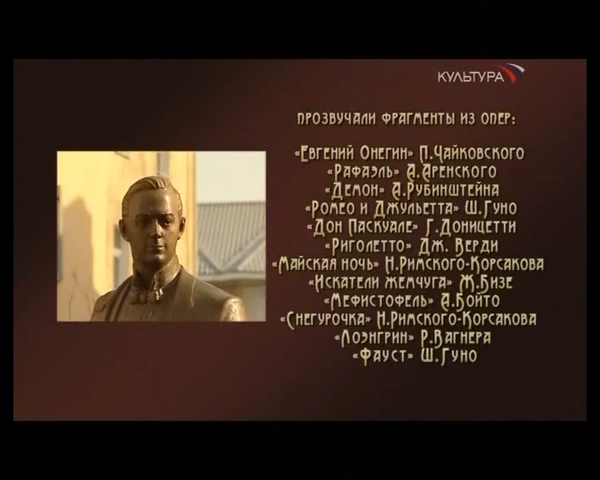 КУЛЬТУРА
ПРОЗВУЧАЛИ ФРАГМЕНТЫ ИЗ ОПЕР:
«ЕВГЕНИЙ ОНЕГИН» П.ЧАЙКОВСКОГО
«РАФАЭЛЬ» А.АРЕНСКОГО
«ДЕМОН» А.РУБИНШТЕЙНА
«РОМЕО И ДЖУЛЬЕТТА» Ш.ГУНО
«ДОН ПАСКУАЛЕ» Г.ДОНИЦЕТТИ
«РИГОЛЕТТО» ДЖ. ВЕРДИ
«МАЙСКАЯ НОЧЬ» Н.РИМСКОГО-КОРСАКОВА
«ИСКАТЕЛИ ЖЕМЧУГА» Ж.БИЗЕ
«МЕФИСТОФЕЛЬ» А.БОЙТО
«СНЕГУРОЧКА» Н.РИМСКОГО-КОРСАКОВА
«ЛОЭНГРИН» Р.ВАГНЕРА
«ФАУСТ» Ш.ГУНО